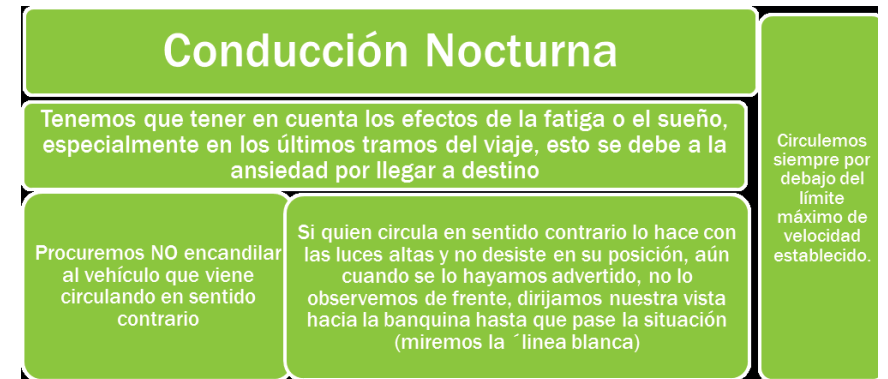 Conducción Nocturna
Tenemos que tener en cuenta los efectos de la fatiga o el sueño,
especialmente en los últimos tramos del viaje, esto se debe a la
ansiedad por llegar a destino
Procuremos NO encandilar
al vehículo que viene
circulando en sentido
contrario
Si quien circula en sentido contrario lo hace con
las luces altas y no desiste en su posición, aún
cuando se lo hayamos advertido, no lo
observemos de frente, dirijamos nuestra vista
hacia la banquina hasta que pase la situación
(miremos la ´linea blanca)
Circulemos
siempre por
debajo del
límite
máximo de
velocidad
establecido.